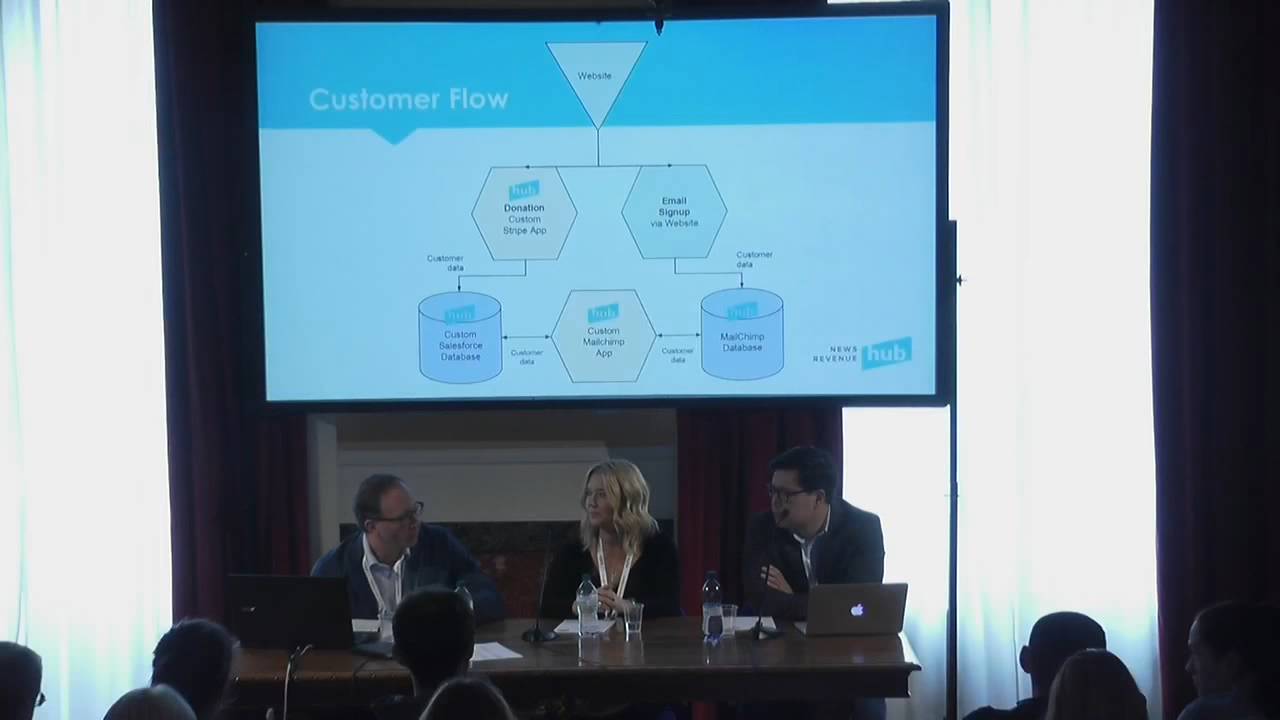 Website
Customer Flow
hub
Donation
Custom
Stripe App
Email
Signup
via Website
Customer
data
Customer
data
hub
Custom
Salesforce
Database
Customer
data
hub
Custom
Mailchimp
App
Customer
data
hub
MailChimp
Database
NEWS
REVENUE
hub